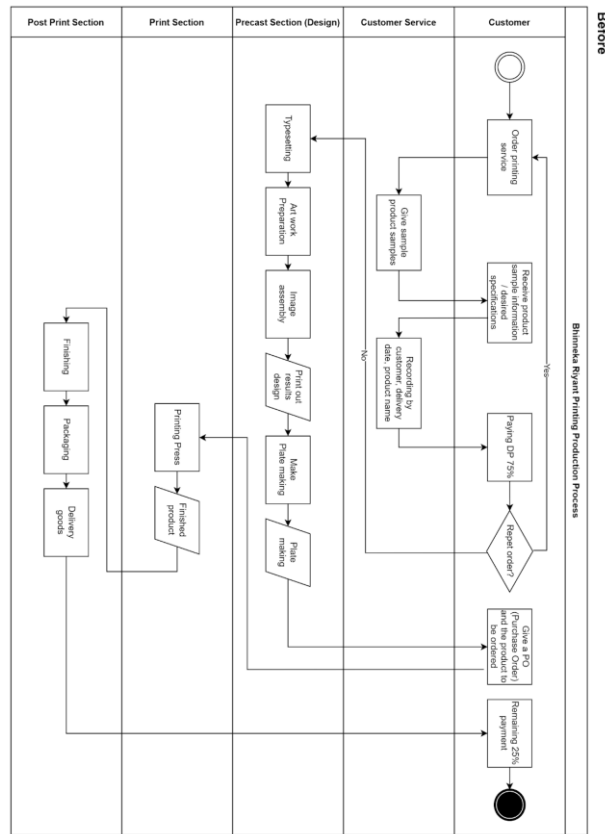 Before
Bhinneka Riyant Printing Production Process
Customer
Customer Service
Precast Section (Design)
Print Section
Post Print Section
Order printing
service
Give sample
product samples
Receive product
sample information
/ desired
specifications
Recording by
customer, delivery
date, product name
Paying DP 75%
Repet order?
Yes
No
Typesetting
Art work
Preparation
Image
assembly
Print out
results
design
Make
Plate making
Plate
making
Give a PO
(Purchase Order)
and the product to
be ordered
Printing Press
Finished
product
Finishing
Packaging
Delivery
goods
Remaining 25%
payment